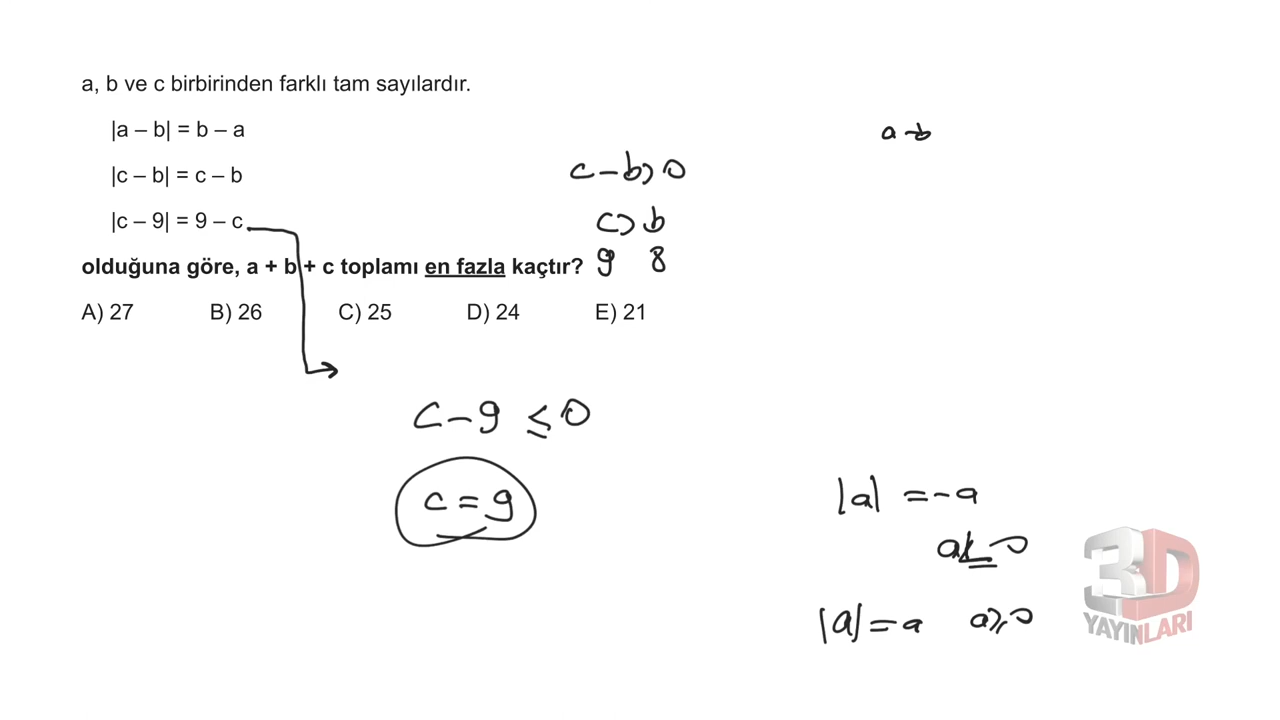 a, b ve c birbirinden farklı tam sayılardır.
|a – b| = b – a
|c – b| = c – b
|c – 9| = 9 – c
olduğuna göre, a + b + c toplamı en fazla kaçtır?
A) 27 B) 26 C) 25 D) 24 E) 21
a – b
c – b > 0
c > b
9 8
c – 9 ≤ 0
c = 9
|a| = –a
a ≤ 0
|a| = a a ≥ 0
3D
YAYINLARI